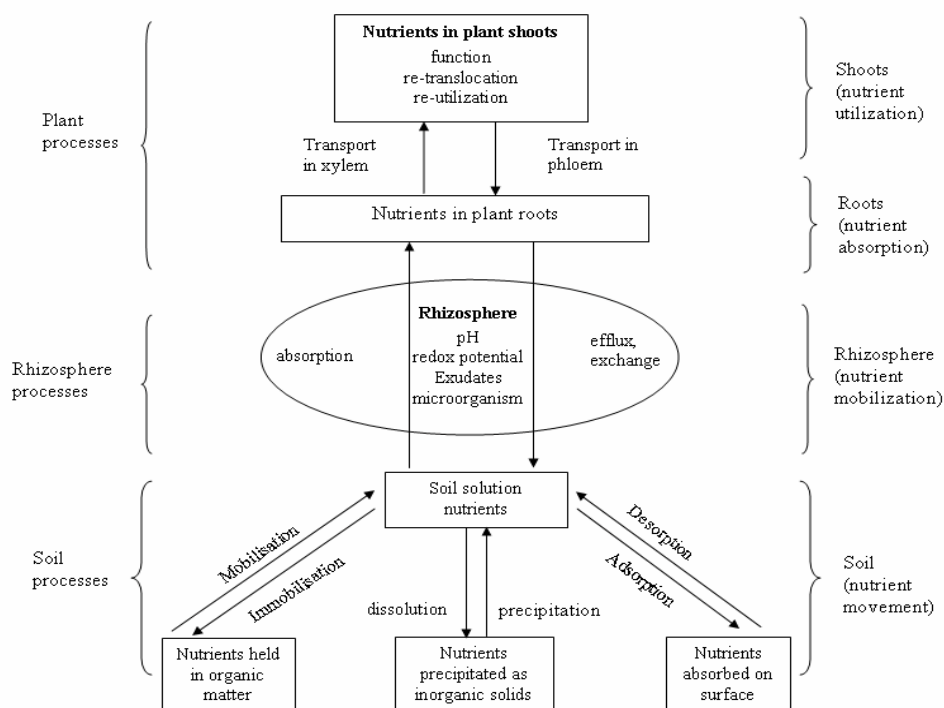 Nutrients in plant shoots
function
re-translocation
re-utilization
Shoots
(nutrient
utilization)
Plant
processes
Transport
in xylem
Transport in
phloem
Nutrients in plant roots
Roots
(nutrient
absorption)
Rhizosphere
pH
redox potential
Exudates
microorganism
absorption
efflux,
exchange
Rhizosphere
processes
Rhizosphere
(nutrient
mobilization)
Soil solution
nutrients
Mobilisation
Immobilisation
Desorption
Adsorption
Soil
processes
dissolution
precipitation
Soil
(nutrient
movement)
Nutrients held
in organic
matter
Nutrients
precipitated as
inorganic solids
Nutrients
absorbed on
surface